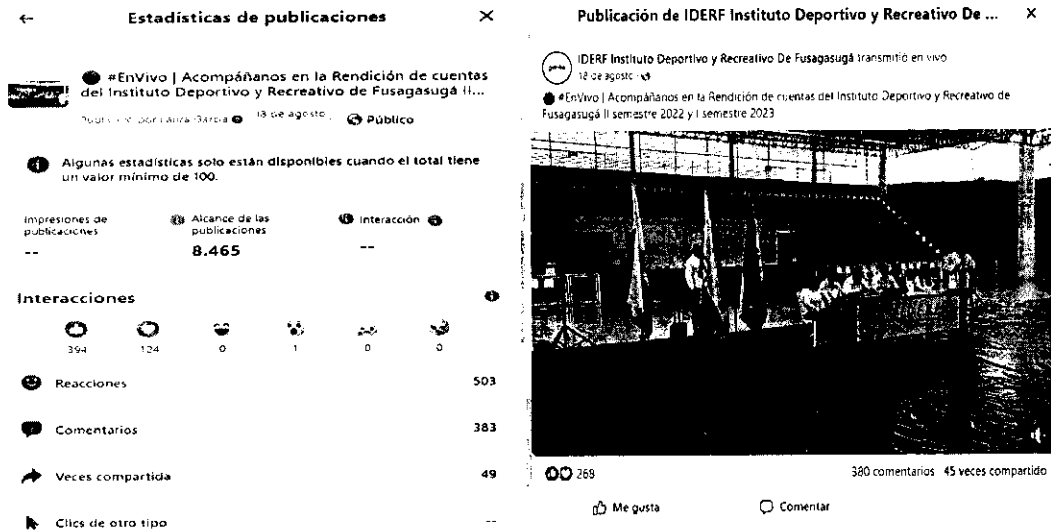 ← Estadísticas de publicaciones ×
#EnVivo | Acompáñanos en la Rendición de cuentas
del Instituto Deportivo y Recreativo de Fusagasugá II...
18 de agosto Público
Algunas estadísticas solo están disponibles cuando el total tiene
un valor mínimo de 100.
Impresiones de
publicaciones
--
Alcance de las
publicaciones
8.465
Interacción
--
Interacciones
394 124 0 1 0 0
Reacciones 503
Comentarios 383
Veces compartida 49
Clics de otro tipo --
Publicación de IDERF Instituto Deportivo y Recreativo De ... ×
IDERF Instituto Deportivo y Recreativo De Fusagasugá transmitió en vivo
18 de agosto
#EnVivo | Acompáñanos en la Rendición de cuentas del Instituto Deportivo y Recreativo de
Fusagasugá II semestre 2022 y I semestre 2023
268 380 comentarios 45 veces compartido
Me gusta Comentar